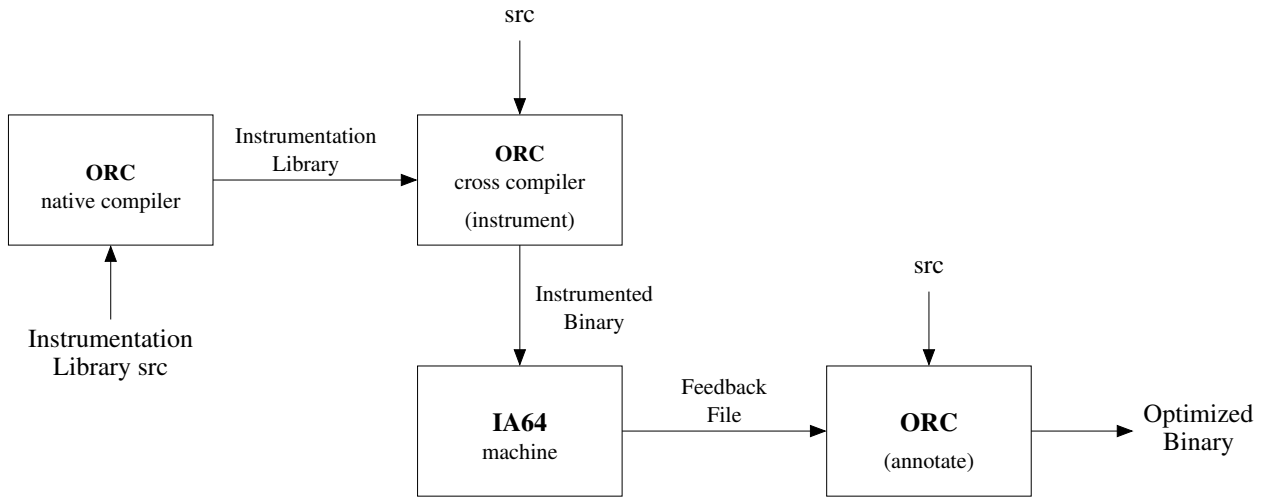 src
ORC
native compiler
Instrumentation
Library
ORC
cross compiler
(instrument)
Instrumentation
Library src
Instrumented
Binary
src
IA64
machine
Feedback
File
ORC
(annotate)
Optimized
Binary